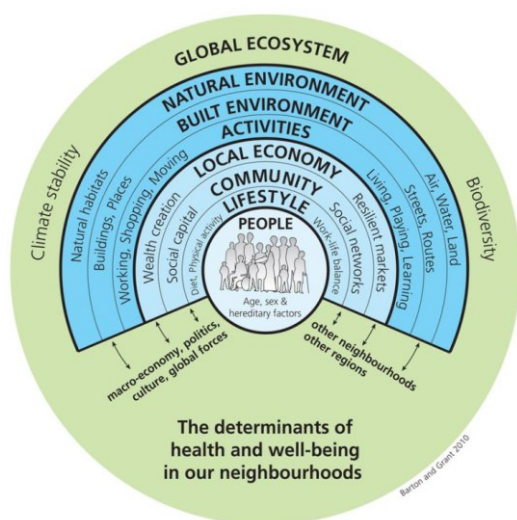 GLOBAL ECOSYSTEM
NATURAL ENVIRONMENT
BUILT ENVIRONMENT
ACTIVITIES
LOCAL ECONOMY
COMMUNITY
LIFESTYLE
PEOPLE
Climate stability
Natural habitats
Buildings, Places
Working, Shopping, Moving
Wealth creation
Social capital
Diet, Physical activity
Work-life balance
Social networks
Resilient markets
Living, Playing, Learning
Streets, Routes
Air, Water, Land
Biodiversity
Age, sex &
hereditary factors
macro-economy, politics,
culture, global forces
other neighbourhoods
other regions
The determinants of
health and well-being
in our neighbourhoods
Barton and Grant 2010